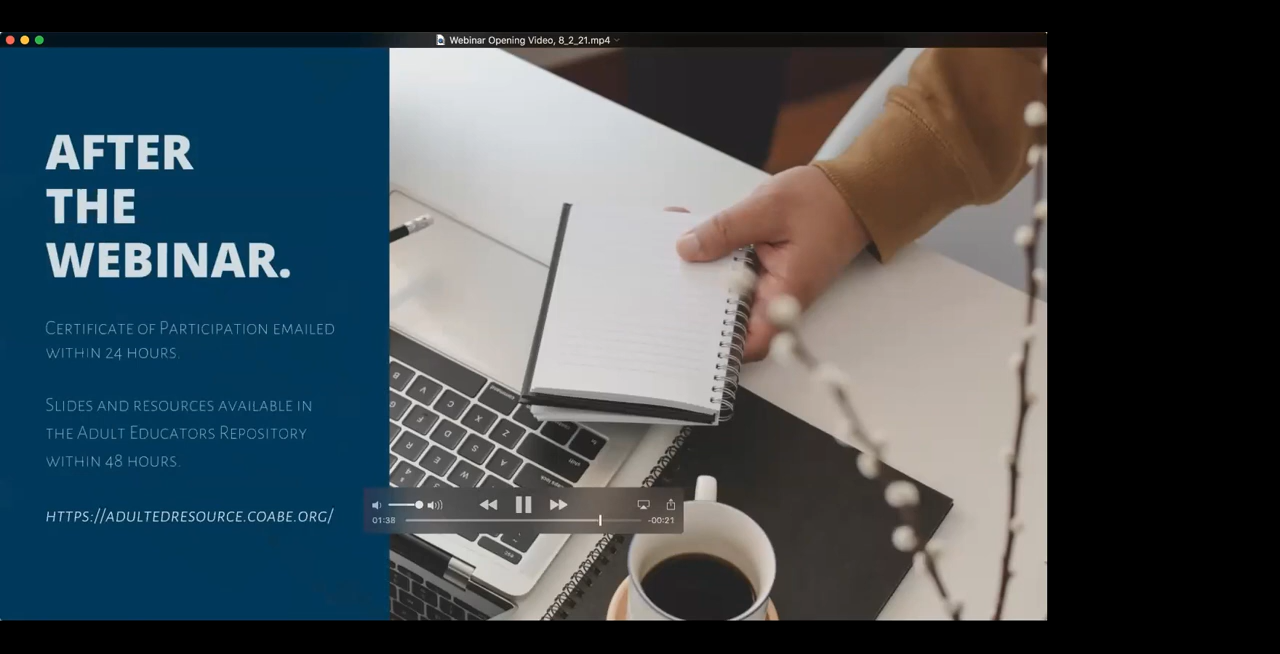 Webinar Opening Video, 8_2_21.mp4
AFTER
THE
WEBINAR.
CERTIFICATE OF PARTICIPATION EMAILED
WITHIN 24 HOURS.
SLIDES AND RESOURCES AVAILABLE IN
THE ADULT EDUCATORS REPOSITORY
WITHIN 48 HOURS.
HTTPS://ADULTEDRESOURCE.COABE.ORG/
01:38
-00:21